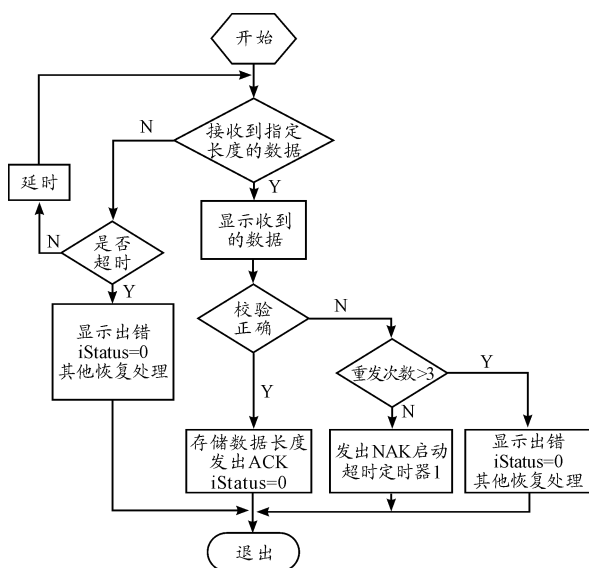 开始
N
接收到指定
长度的数据
延时
Y
显示收到
的数据
N
是否
超时
Y
校验
正确
N
显示出错
iStatus=0
其他恢复处理
重发次数>3
Y
Y
N
存储数据长度
发出ACK
iStatus=0
发出NAK启动
超时定时器1
显示出错
iStatus=0
其他恢复处理
退出